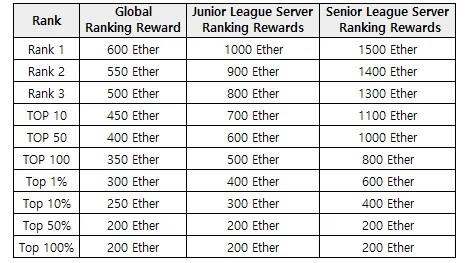 Rank Global Ranking Reward Junior League Server Ranking Rewards Senior League Server Ranking Rewards
Rank 1 600 Ether 1000 Ether 1500 Ether
Rank 2 550 Ether 900 Ether 1400 Ether
Rank 3 500 Ether 800 Ether 1300 Ether
TOP 10 450 Ether 700 Ether 1100 Ether
TOP 50 400 Ether 600 Ether 1000 Ether
TOP 100 350 Ether 500 Ether 800 Ether
Top 1% 300 Ether 400 Ether 600 Ether
Top 10% 250 Ether 300 Ether 400 Ether
Top 50% 200 Ether 200 Ether 200 Ether
Top 100% 200 Ether 200 Ether 200 Ether